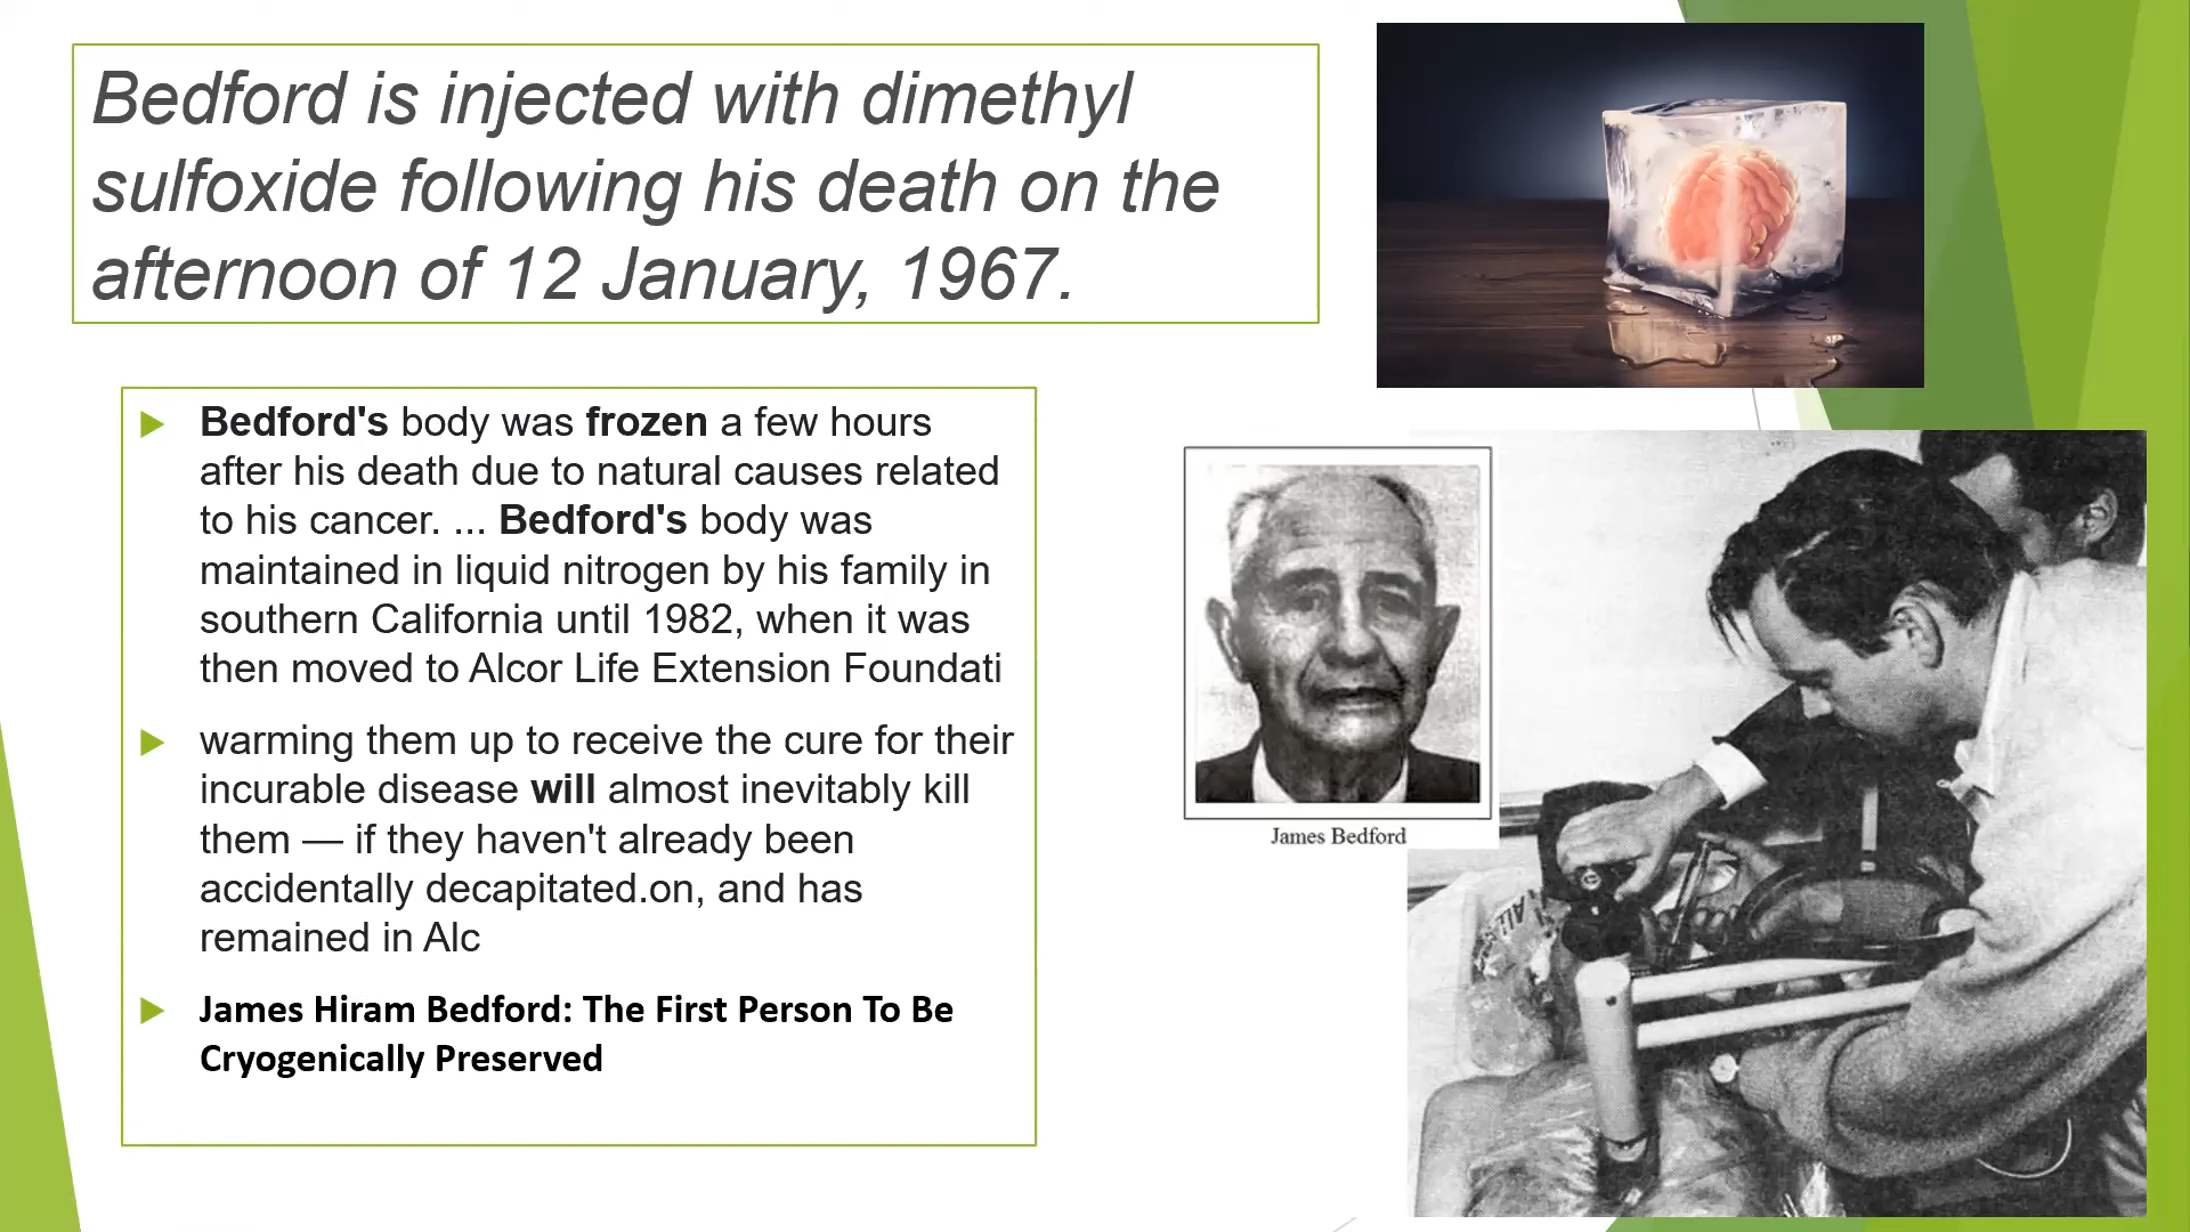 Bedford is injected with dimethyl
sulfoxide following his death on the
afternoon of 12 January, 1967.
Bedford's body was frozen a few hours
after his death due to natural causes related
to his cancer. ... Bedford's body was
maintained in liquid nitrogen by his family in
southern California until 1982, when it was
then moved to Alcor Life Extension Foundati
warming them up to receive the cure for their
incurable disease will almost inevitably kill
them — if they haven't already been
accidentally decapitated.on, and has
remained in Alc
James Hiram Bedford: The First Person To Be
Cryogenically Preserved
James Bedford